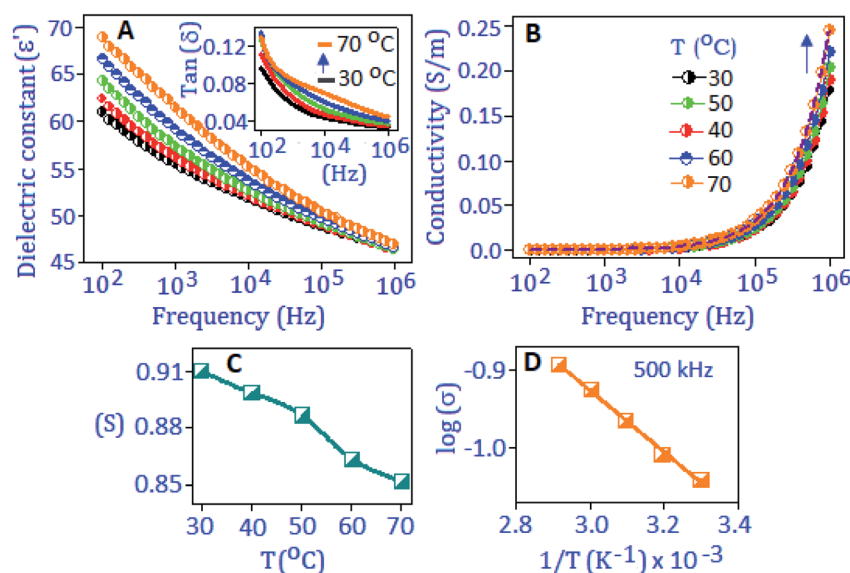 A
Dielectric constant (ε')
70
65
60
55
50
45
10² 10³ 10⁴ 10⁵ 10⁶
Frequency (Hz)
Tan (δ)
0.12
0.08
0.04
70 ⁰C
30 ⁰C
10² 10⁴ 10⁶
(Hz)
B
Conductivity (S/m)
0.25
0.20
0.15
0.10
0.05
0.0
T (⁰C)
30
50
40
60
70
10² 10³ 10⁴ 10⁵ 10⁶
Frequency (Hz)
C
(S)
0.91
0.88
0.85
30 40 50 60 70
T(⁰C)
D
500 kHz
log (σ)
-0.9
-1.0
2.8 3.0 3.2 3.4
1/T (K⁻¹) x 10⁻³